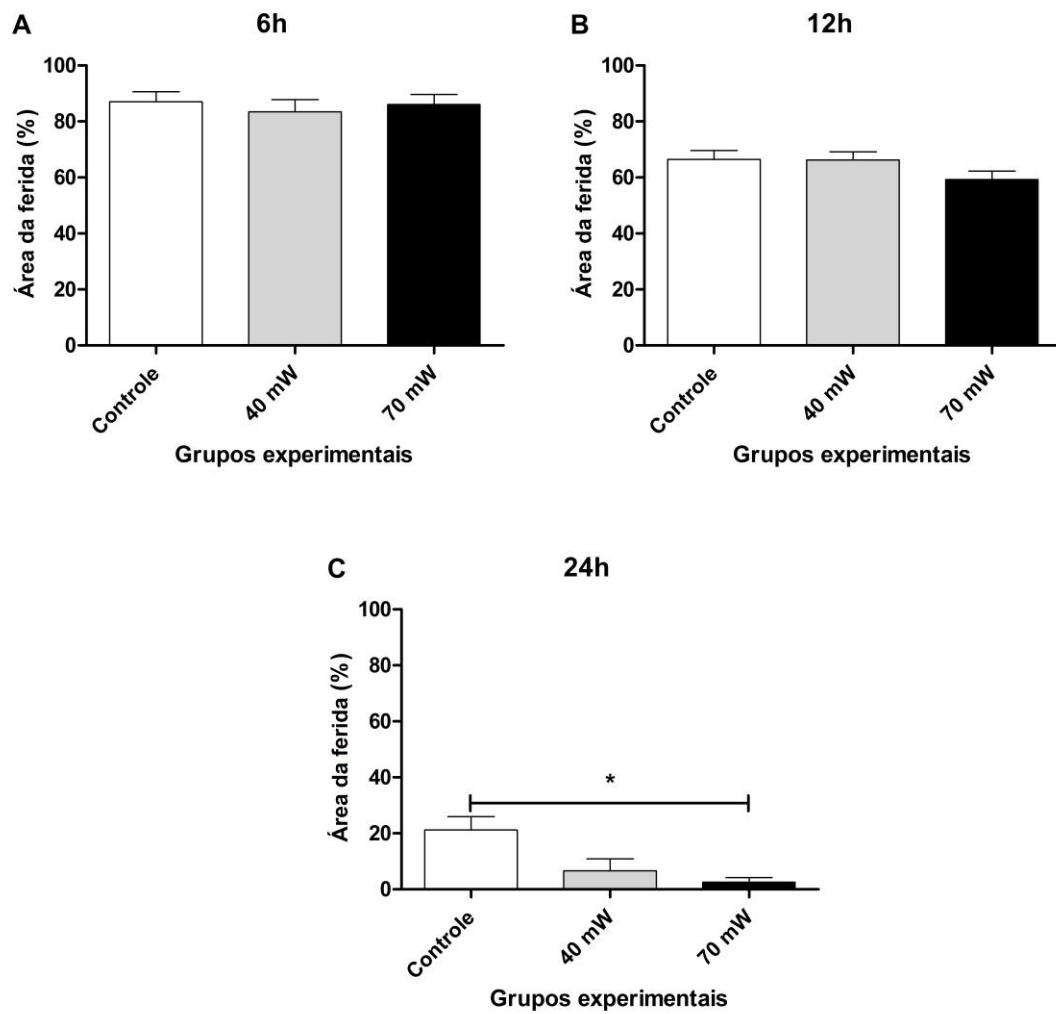 A
6h
Área da ferida (%)
100
80
60
40
20
0
Controle
40 mW
70 mW
Grupos experimentais
B
12h
Área da ferida (%)
100
80
60
40
20
0
Controle
40 mW
70 mW
Grupos experimentais
C
24h
Área da ferida (%)
100
80
60
40
20
0
*
Controle
40 mW
70 mW
Grupos experimentais